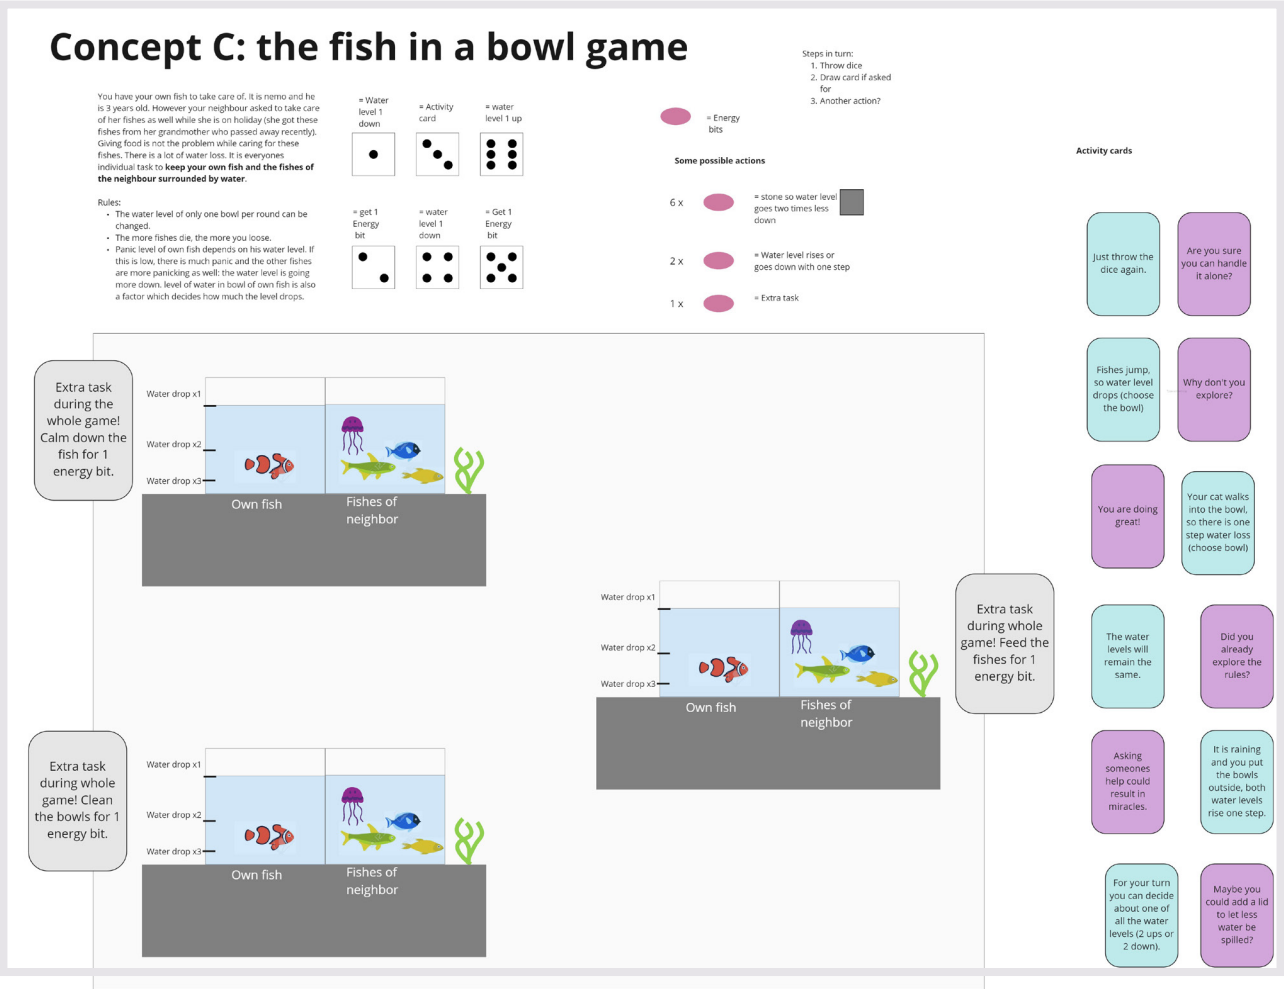 Concept C: the fish in a bowl game
You have your own fish to take care of. It is nemo and he
is 3 years old. However your neighbour asked to take care
of her fishes as well while she is on holiday (she got these
fishes from her grandmother who passed away recently).
Giving food is not the problem while caring for these
fishes. There is a lot of water loss. It is everyones
individual task to keep your own fish and the fishes of
the neighbour surrounded by water.
Rules:
• The water level of only one bowl per round can be
changed.
• The more fishes die, the more you loose.
• Panic level of own fish depends on his water level. If
this is low, there is much panic and the other fishes
are more panicking as well: the water level is going
more down. level of water in bowl of own fish is also
a factor which decides how much the level drops.
= Water
level 1
down
= Activity
card
= water
level 1 up
= get 1
Energy
bit
= water
level 1
down
= Get 1
Energy
bit
= Energy
bits
Some possible actions
6 x
= stone so water level
goes two times less
down
2 x
= Water level rises or
goes down with one step
1 x
= Extra task
Steps in turn:
1. Throw dice
2. Draw card if asked
for
3. Another action?
Activity cards
Just throw the
dice again.
Are you sure
you can handle
it alone?
Fishes jump,
so water level
drops (choose
the bowl)
Why don't you
explore?
You are doing
great!
Your cat walks
into the bowl,
so there is one
step water loss
(choose bowl)
The water
levels will
remain the
same.
Did you
already
explore the
rules?
Asking
someones
help could
result in
miracles.
It is raining
and you put
the bowls
outside, both
water levels
rise one step.
For your turn
you can decide
about one of
all the water
levels (2 ups or
2 down).
Maybe you
could add a lid
to let less
water be
spilled?
Extra task
during the
whole game!
Calm down the
fish for 1
energy bit.
Water drop x1
Water drop x2
Water drop x3
Own fish
Fishes of
neighbor
Water drop x1
Water drop x2
Water drop x3
Own fish
Fishes of
neighbor
Extra task
during whole
game! Feed the
fishes for 1
energy bit.
Extra task
during whole
game! Clean
the bowls for 1
energy bit.
Water drop x1
Water drop x2
Water drop x3
Own fish
Fishes of
neighbor